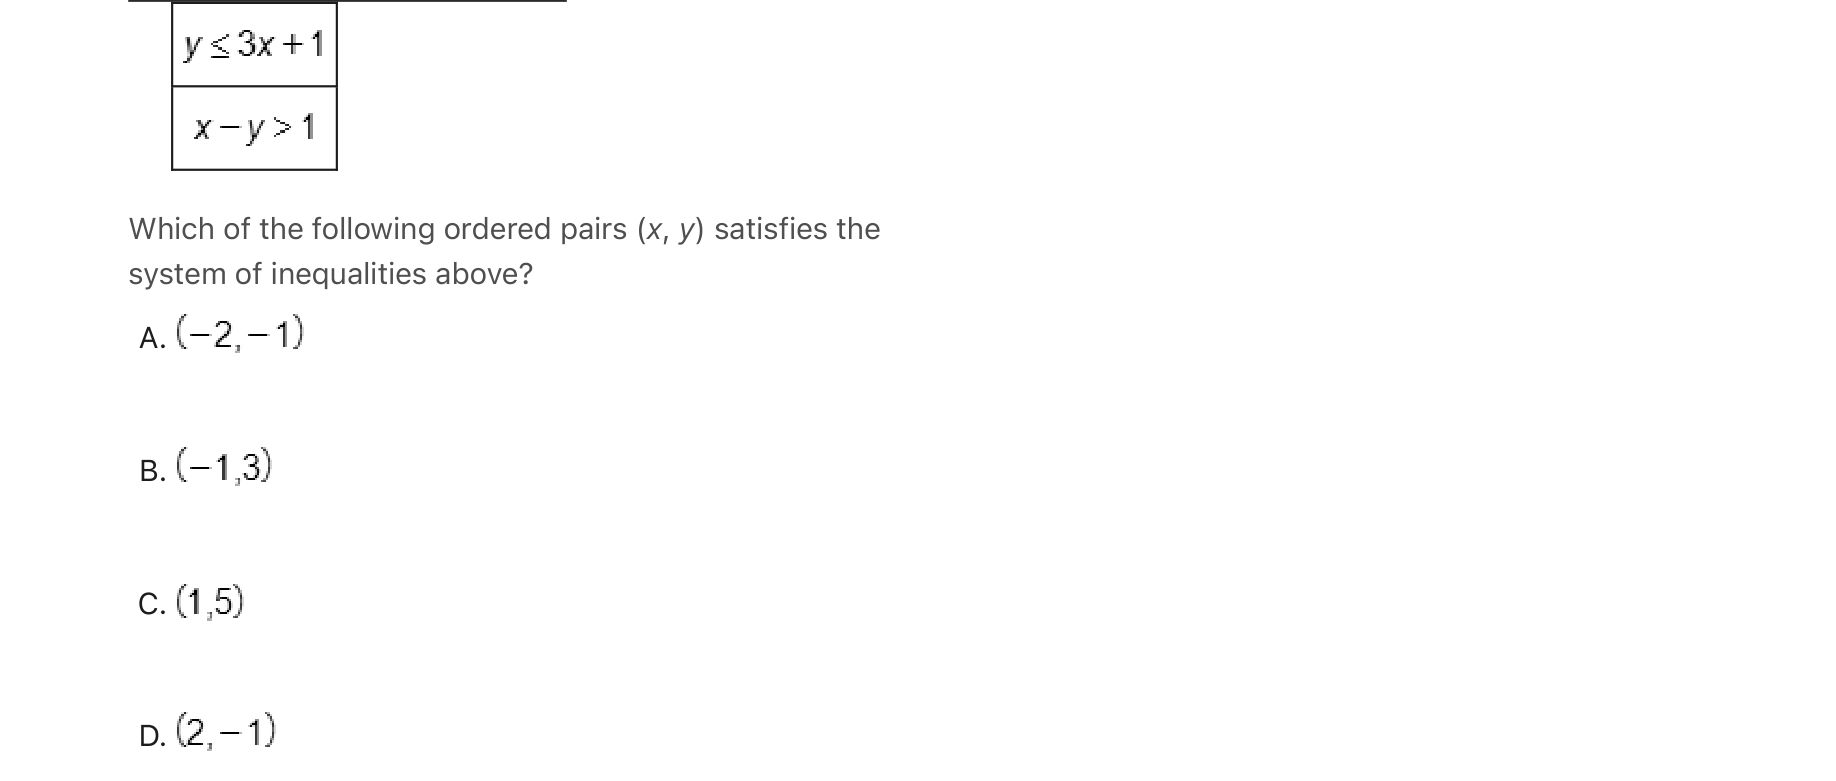 y ≤ 3x + 1
x − y > 1
Which of the following ordered pairs (x, y) satisfies the
system of inequalities above?
A. (−2, −1)
B. (−1,3)
C. (1,5)
D. (2, −1)